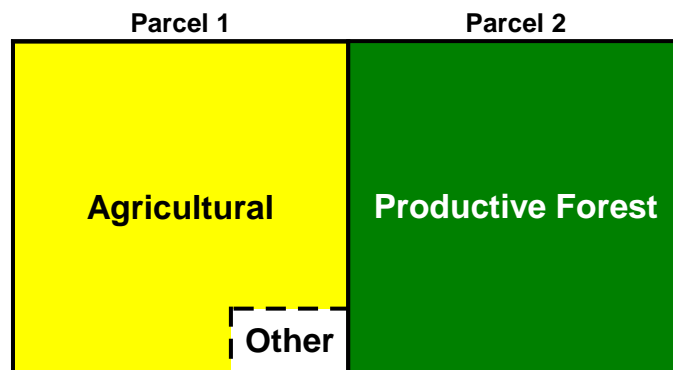 Parcel 1
Parcel 2
Agricultural
Productive Forest
Other